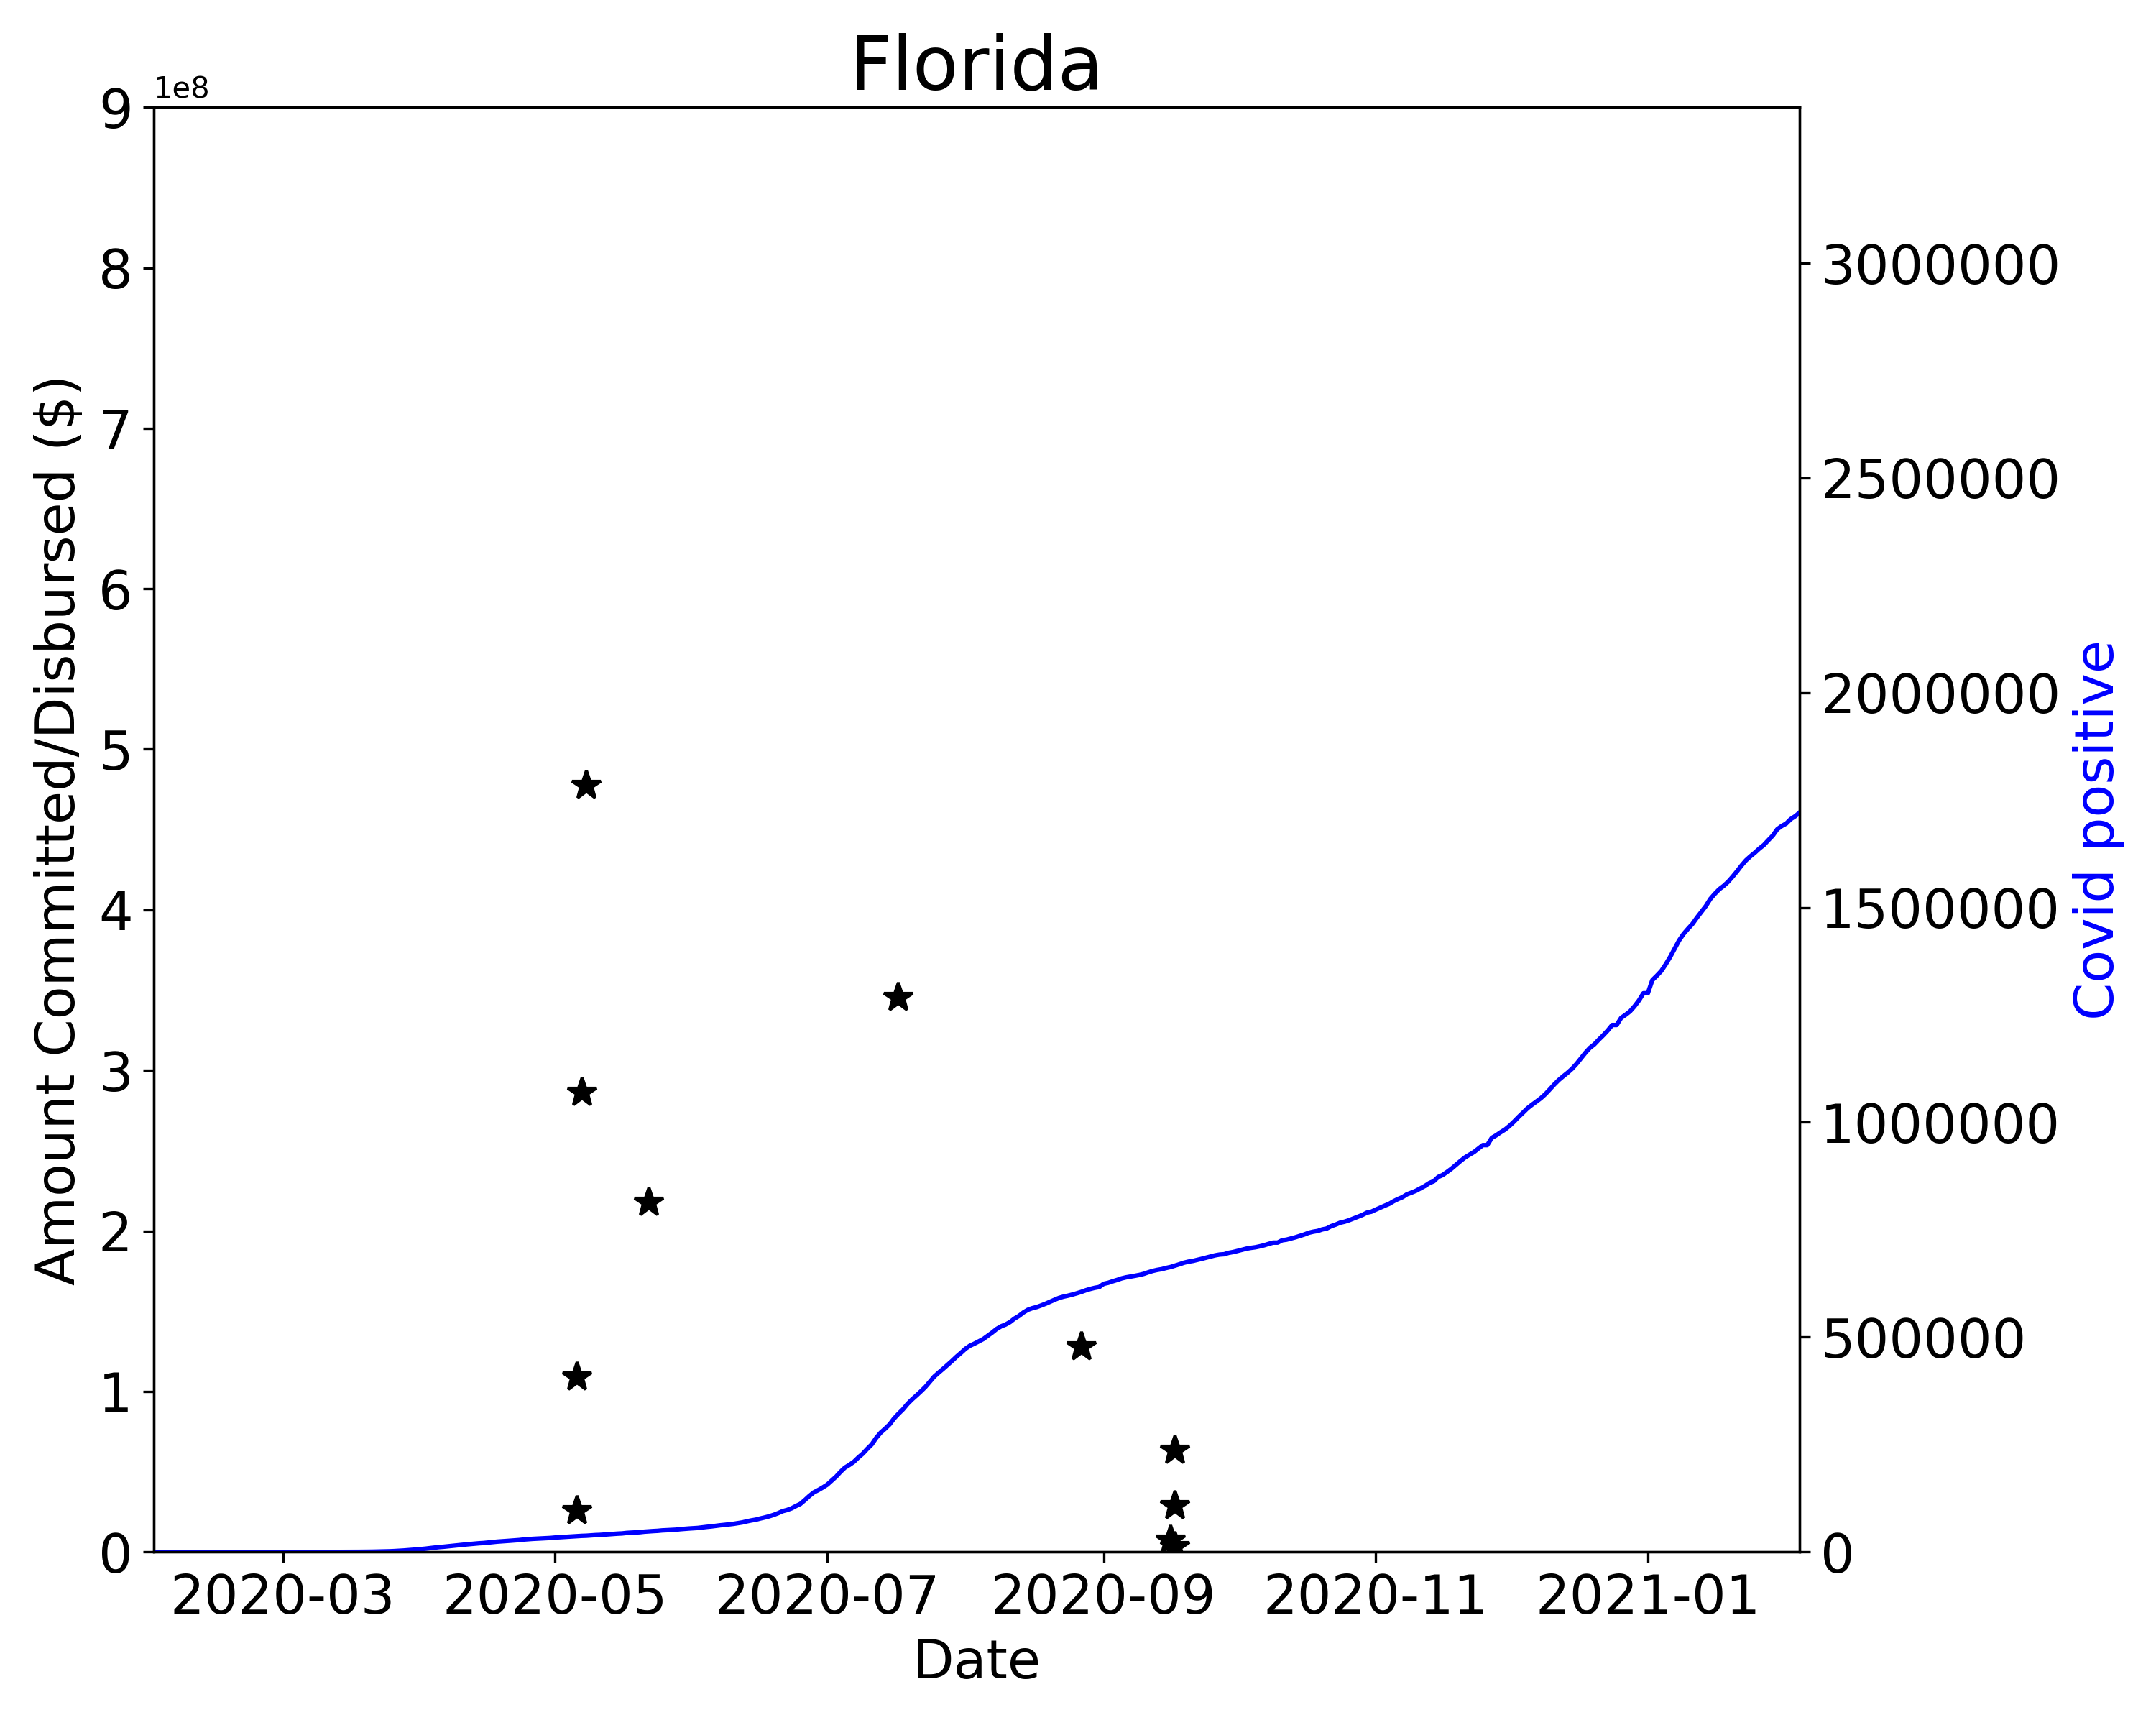 Florida
1e8
9
8
7
6
5
4
3
2
1
0
Amount Committed/Disbursed ($)
3000000
2500000
2000000
1500000
1000000
500000
0
Covid positive
2020-03 2020-05 2020-07 2020-09 2020-11 2021-01
Date